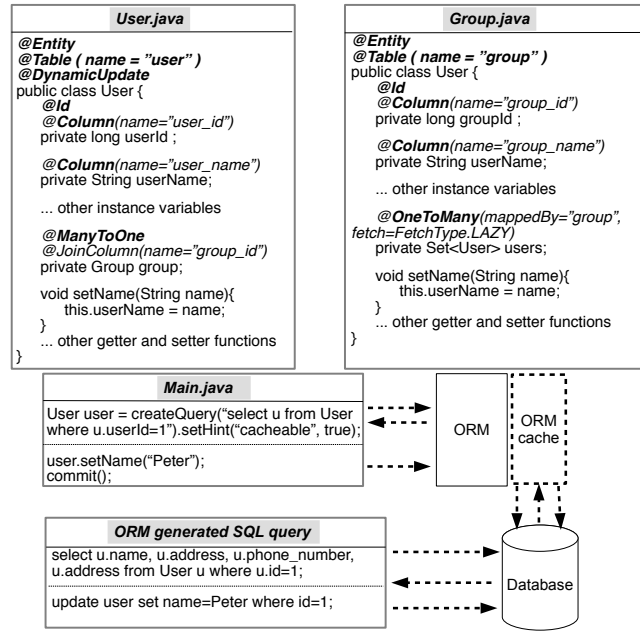 User.java
@Entity
@Table ( name = ”user” )
@DynamicUpdate
public class User {
@Id
@Column(name=”user_id”)
private long userId ;
@Column(name=”user_name”)
private String userName;
... other instance variables
@ManyToOne
@JoinColumn(name=”group_id”)
private Group group;
void setName(String name){
this.userName = name;
}
... other getter and setter functions
}
Group.java
@Entity
@Table ( name = ”group” )
public class User {
@Id
@Column(name=”group_id”)
private long groupId ;
@Column(name=”group_name”)
private String userName;
... other instance variables
@OneToMany(mappedBy=”group”,
fetch=FetchType.LAZY)
private Set<User> users;
void setName(String name){
this.userName = name;
}
... other getter and setter functions
}
Main.java
User user = createQuery(“select u from User
where u.userId=1”).setHint(“cacheable”, true);
user.setName(“Peter”);
commit();
ORM
ORM
cache
ORM generated SQL query
select u.name, u.address, u.phone_number,
u.address from User u where u.id=1;
update user set name=Peter where id=1;
Database